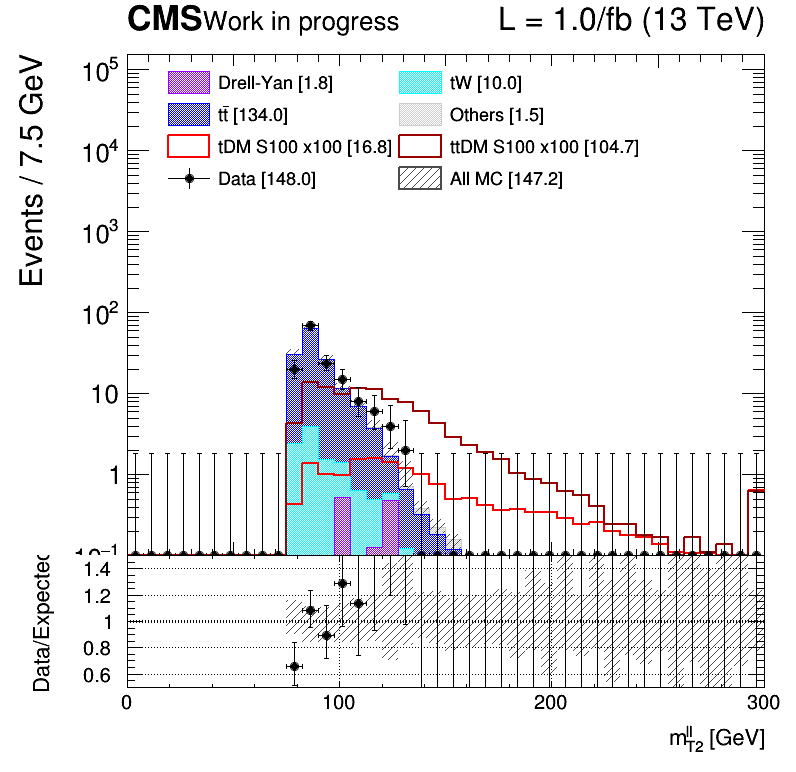 CMS Work in progress L = 1.0/fb (13 TeV)
Events / 7.5 GeV
10⁵
10⁴
10³
10²
10
1
10⁻¹
Drell-Yan [1.8] tW [10.0]
tt̄ [134.0] Others [1.5]
tDM S100 x100 [16.8] ttDM S100 x100 [104.7]
Data [148.0] All MC [147.2]
Data/Expected
1.4
1.2
1
0.8
0.6
0 100 200 300
m_{T2}^{ll} [GeV]